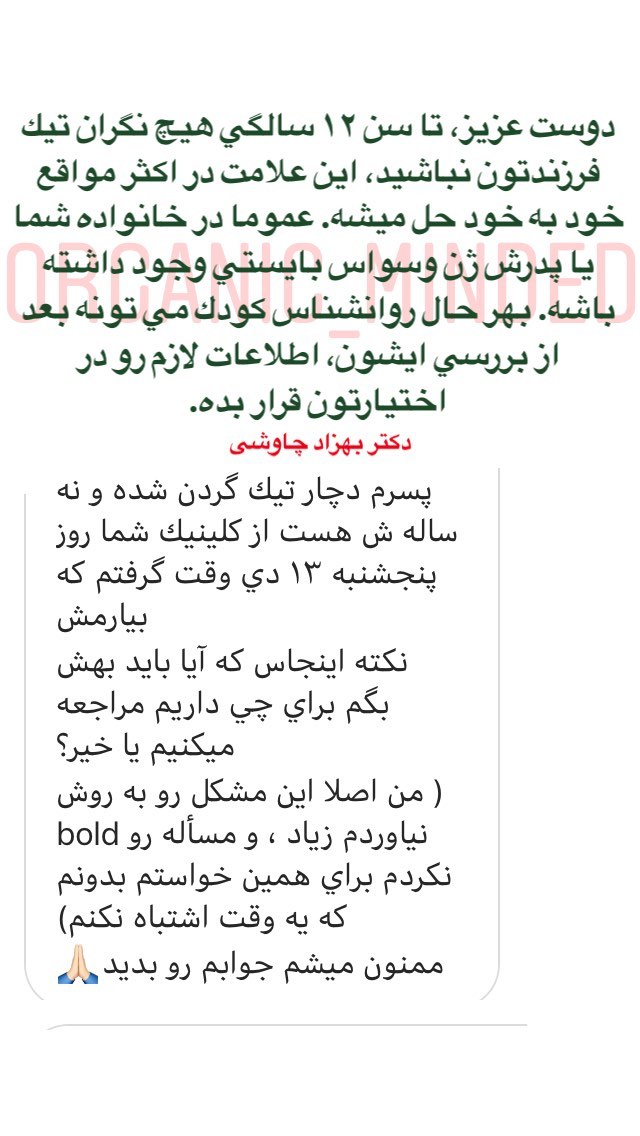 دوست عزيز، تا سن ١٢ سالگي هيچ نگران تيك
فرزندتون نباشيد، اين علامت در اكثر مواقع
خود به خود حل ميشه. عموما در خانواده شما
يا پدرش ژن وسواس بايستي وجود داشته
ORGANIC_MINDED
باشه. بهر حال روانشناس كودك مي تونه بعد
از بررسي ايشون، اطلاعات لازم رو در
اختيارتون قرار بده.
دکتر بهزاد چاوشی
پسرم دچار تيك گردن شده و نه
ساله ش هست از كلينيك شما روز
پنجشنبه ١٣ دي وقت گرفتم كه
بيارمش
نكته اينجاس كه آيا بايد بهش
بگم براي چي داريم مراجعه
ميكنيم يا خير؟
( من اصلا اين مشكل رو به روش
نياوردم زياد ، و مسأله رو bold
نكردم براي همين خواستم بدونم
كه يه وقت اشتباه نكنم)
ممنون ميشم جوابم رو بديد🙏🏻